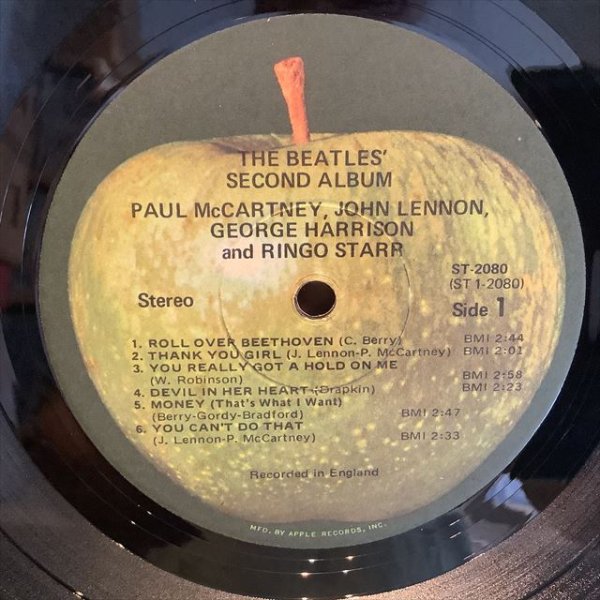 THE BEATLES'
SECOND ALBUM
PAUL McCARTNEY, JOHN LENNON,
GEORGE HARRISON
and RINGO STARR
Stereo
ST-2080
(ST 1-2080)
Side 1
1. ROLL OVER BEETHOVEN (C. Berry) BMI 2:44
2. THANK YOU GIRL (J. Lennon-P. McCartney) BMI 2:01
3. YOU REALLY GOT A HOLD ON ME
(W. Robinson) BMI 2:58
4. DEVIL IN HER HEART (Drapkin) BMI 2:23
5. MONEY (That's What I Want)
(Berry-Gordy-Bradford) BMI 2:47
6. YOU CAN'T DO THAT
(J. Lennon-P. McCartney) BMI 2:33
Recorded in England
MFD. BY APPLE RECORDS, INC.